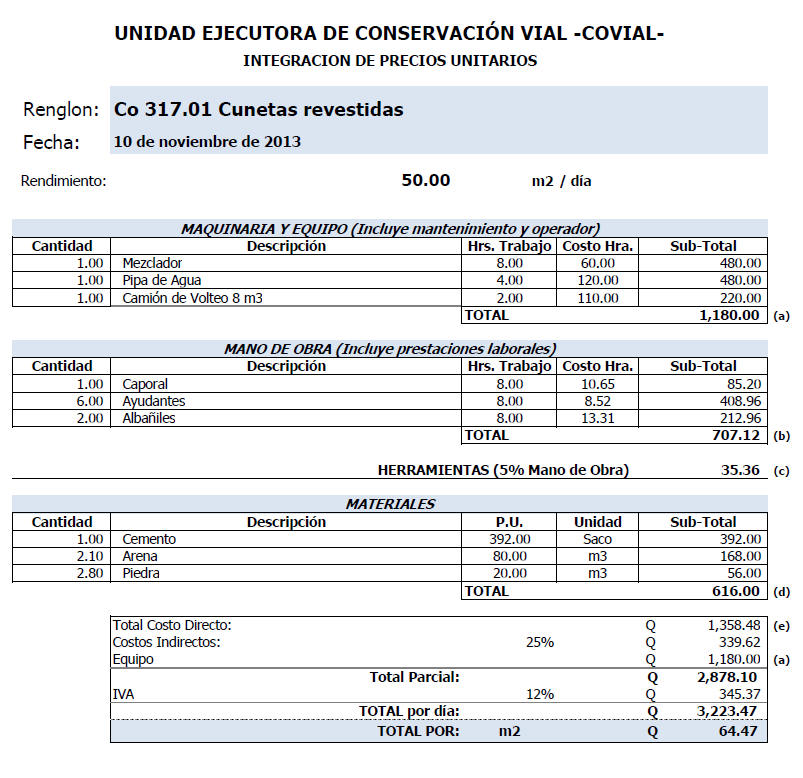 UNIDAD EJECUTORA DE CONSERVACIÓN VIAL -COVIAL-
INTEGRACION DE PRECIOS UNITARIOS
Renglon: Co 317.01 Cunetas revestidas
Fecha: 10 de noviembre de 2013
Rendimiento: 50.00 m2 / día
MAQUINARIA Y EQUIPO (Incluye mantenimiento y operador)
Cantidad Descripción Hrs. Trabajo Costo Hra. Sub-Total
1.00 Mezclador 8.00 60.00 480.00
1.00 Pipa de Agua 4.00 120.00 480.00
1.00 Camión de Volteo 8 m3 2.00 110.00 220.00
TOTAL 1,180.00 (a)
MANO DE OBRA (Incluye prestaciones laborales)
Cantidad Descripción Hrs. Trabajo Costo Hra. Sub-Total
1.00 Caporal 8.00 10.65 85.20
6.00 Ayudantes 8.00 8.52 408.96
2.00 Albañiles 8.00 13.31 212.96
TOTAL 707.12 (b)
HERRAMIENTAS (5% Mano de Obra) 35.36 (c)
MATERIALES
Cantidad Descripción P.U. Unidad Sub-Total
1.00 Cemento 392.00 Saco 392.00
2.10 Arena 80.00 m3 168.00
2.80 Piedra 20.00 m3 56.00
TOTAL 616.00 (d)
Total Costo Directo: Q 1,358.48 (e)
Costos Indirectos: 25% Q 339.62
Equipo Q 1,180.00 (a)
Total Parcial: Q 2,878.10
IVA 12% Q 345.37
TOTAL por día: Q 3,223.47
TOTAL POR: m2 Q 64.47